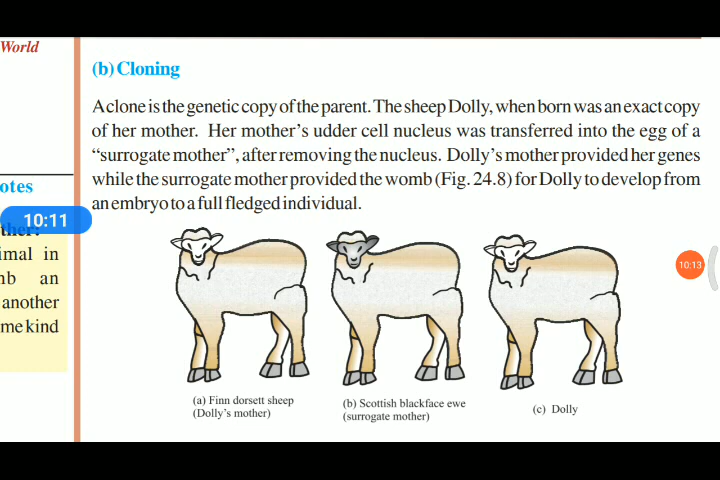 World
(b) Cloning
A clone is the genetic copy of the parent. The sheep Dolly, when born was an exact copy
of her mother. Her mother's udder cell nucleus was transferred into the egg of a
“surrogate mother”, after removing the nucleus. Dolly's mother provided her genes
while the surrogate mother provided the womb (Fig. 24.8) for Dolly to develop from
an embryo to a full fledged individual.
otes
10:11
ther:
imal in
mb an
another
me kind
10:13
(a) Finn dorsett sheep
(Dolly's mother)
(b) Scottish blackface ewe
(surrogate mother)
(c) Dolly